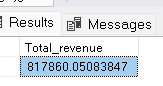 Results Messages
Total_revenue
817860.05083847